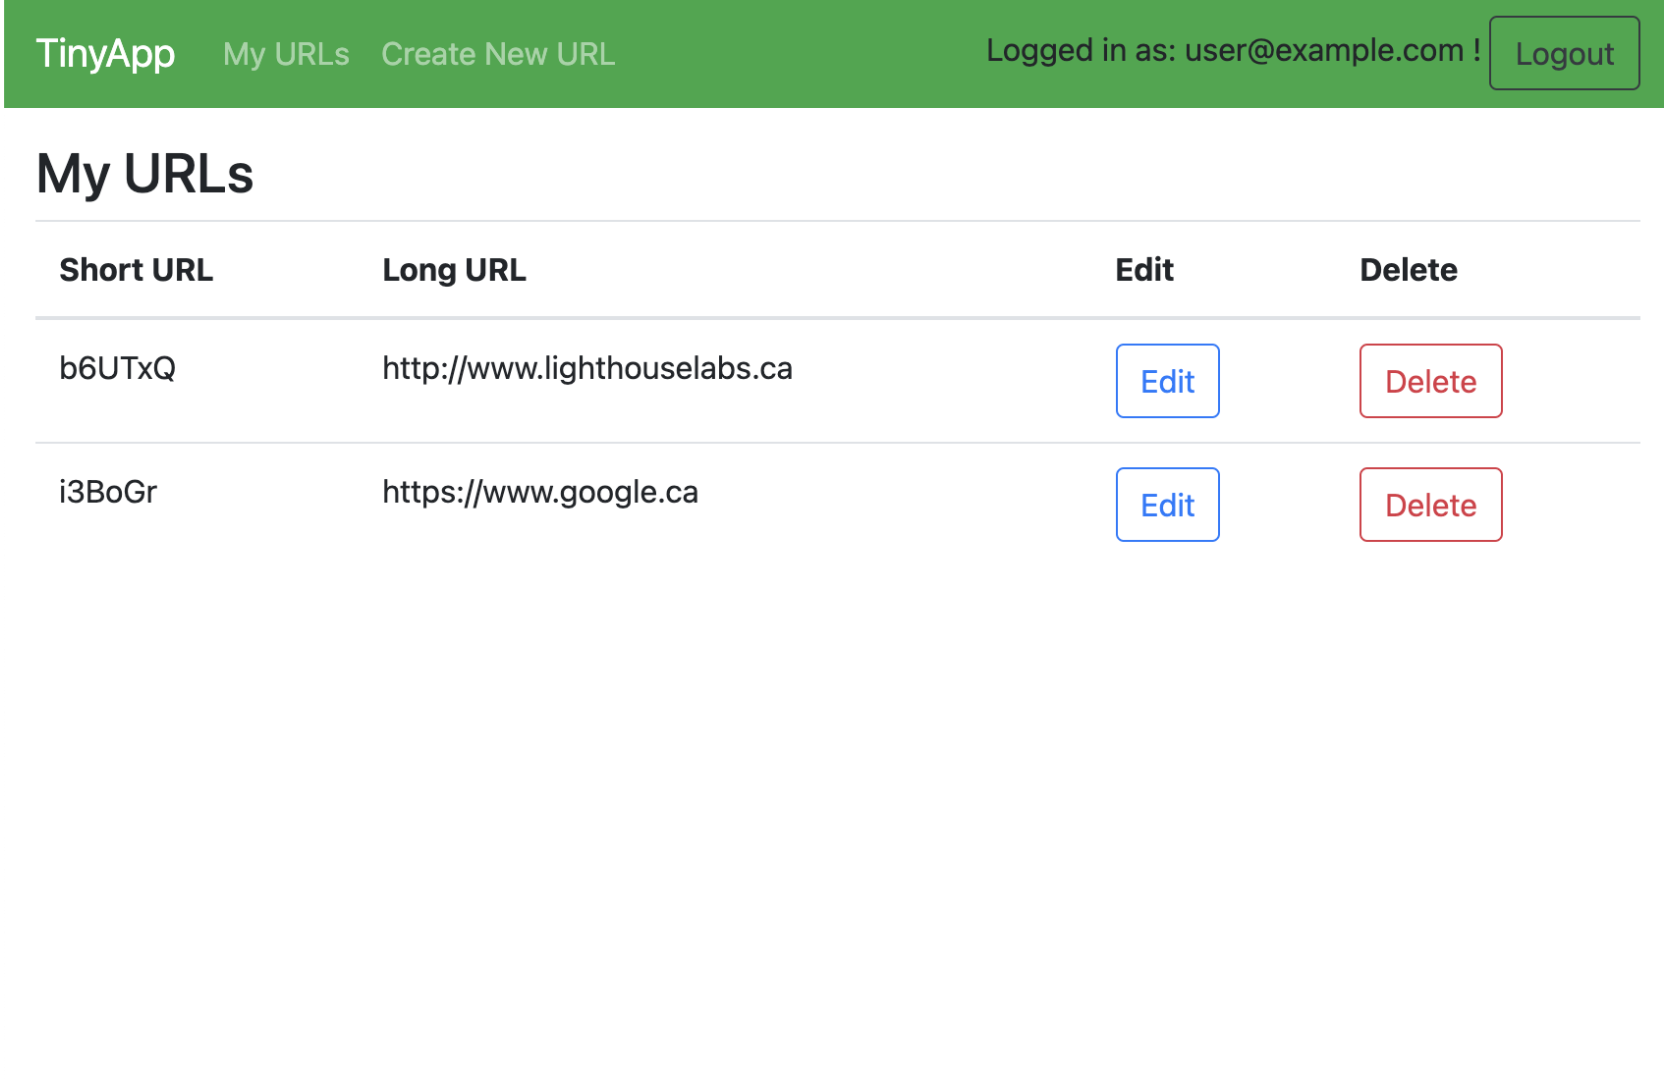 TinyApp My URLs Create New URL Logged in as: user@example.com ! Logout
My URLs
Short URL Long URL Edit Delete
b6UTxQ http://www.lighthouselabs.ca Edit Delete
i3BoGr https://www.google.ca Edit Delete